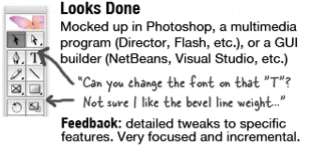 Looks Done
Mocked up in Photoshop, a multimedia
program (Director, Flash, etc.), or a GUI
builder (NetBeans, Visual Studio, etc.)
T
"Can you change the font on that "T"?
Not sure I like the bevel line weight..."
Feedback: detailed tweaks to specific
features. Very focused and incremental.